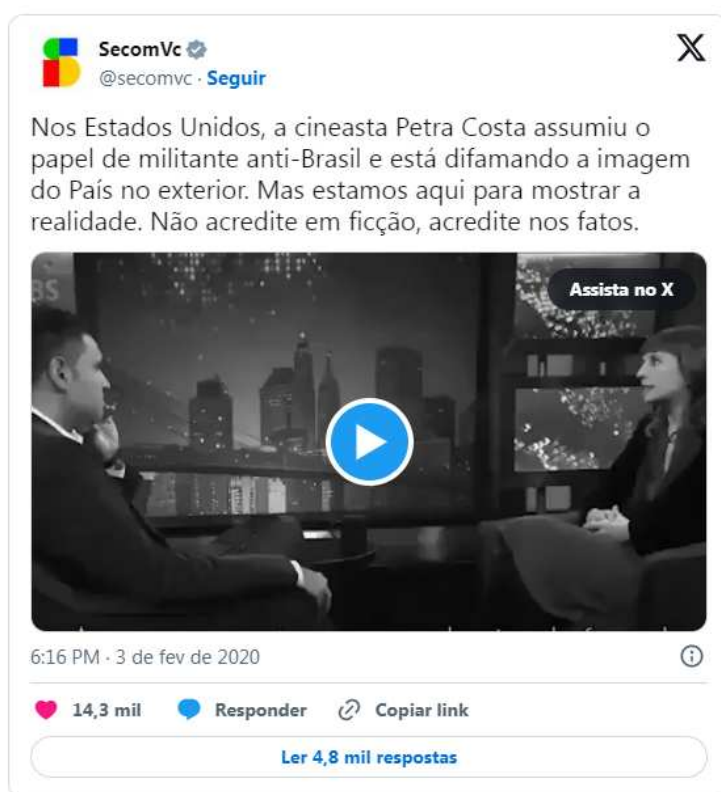 SecomVc
@secomvc · Seguir
Nos Estados Unidos, a cineasta Petra Costa assumiu o
papel de militante anti-Brasil e está difamando a imagem
do País no exterior. Mas estamos aqui para mostrar a
realidade. Não acredite em ficção, acredite nos fatos.
BS
Assista no X
6:16 PM · 3 de fev de 2020
14,3 mil Responder Copiar link
Ler 4,8 mil respostas